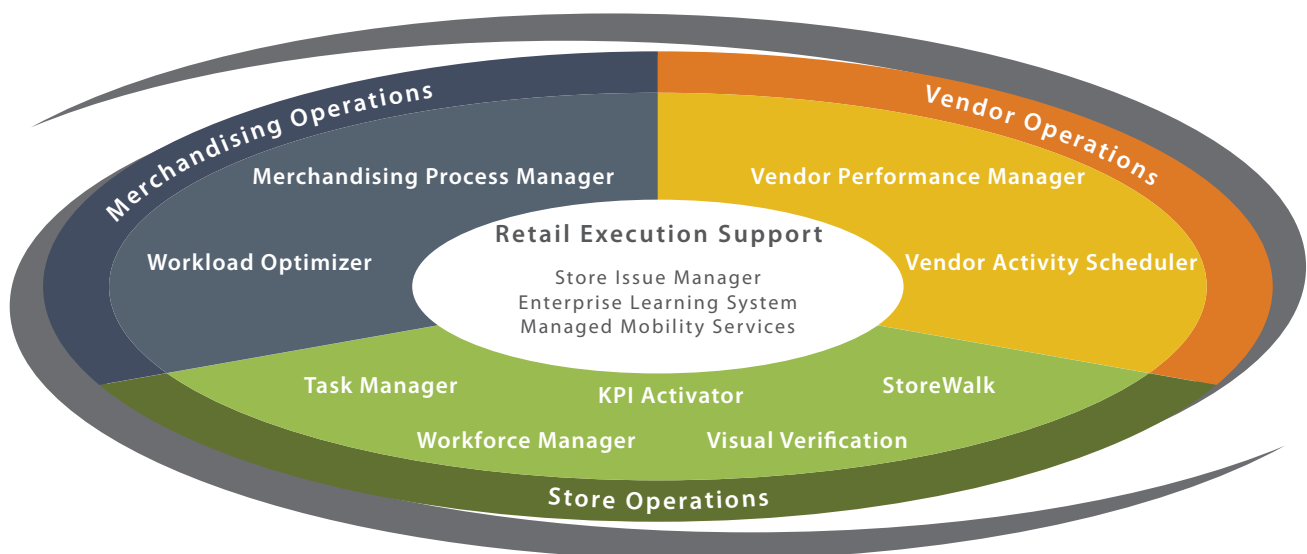 Merchandising Operations
Vendor Operations
Merchandising Process Manager
Vendor Performance Manager
Workload Optimizer
Vendor Activity Scheduler
Retail Execution Support
Store Issue Manager
Enterprise Learning System
Managed Mobility Services
Task Manager
KPI Activator
StoreWalk
Workforce Manager
Visual Verification
Store Operations